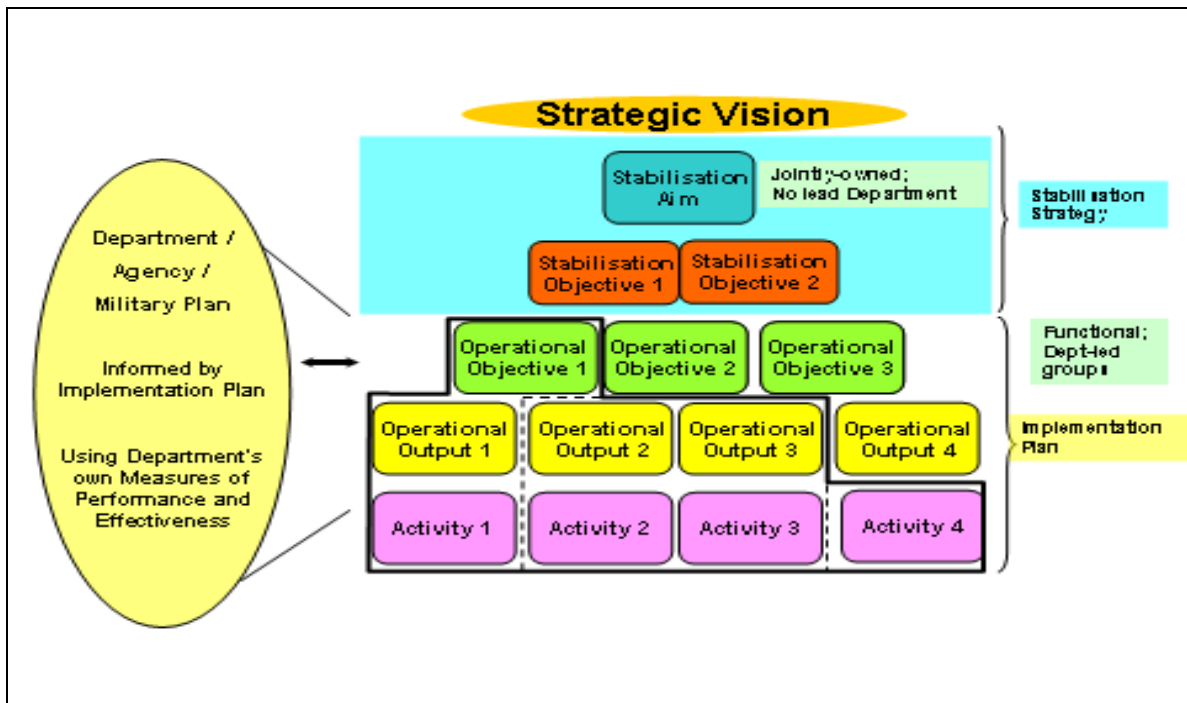 Strategic Vision
Stabilisation
Aim
Jointly-owned;
No lead Department
Stabilisation
Objective 1
Stabilisation
Objective 2
Stabilisation
Strategy
Department /
Agency /
Military Plan
Informed by
Implementation Plan
Using Department's
own Measures of
Performance and
Effectiveness
Operational
Objective 1
Operational
Objective 2
Operational
Objective 3
Functional;
Dept-led
groups
Operational
Output 1
Operational
Output 2
Operational
Output 3
Operational
Output 4
Implementation
Plan
Activity 1
Activity 2
Activity 3
Activity 4